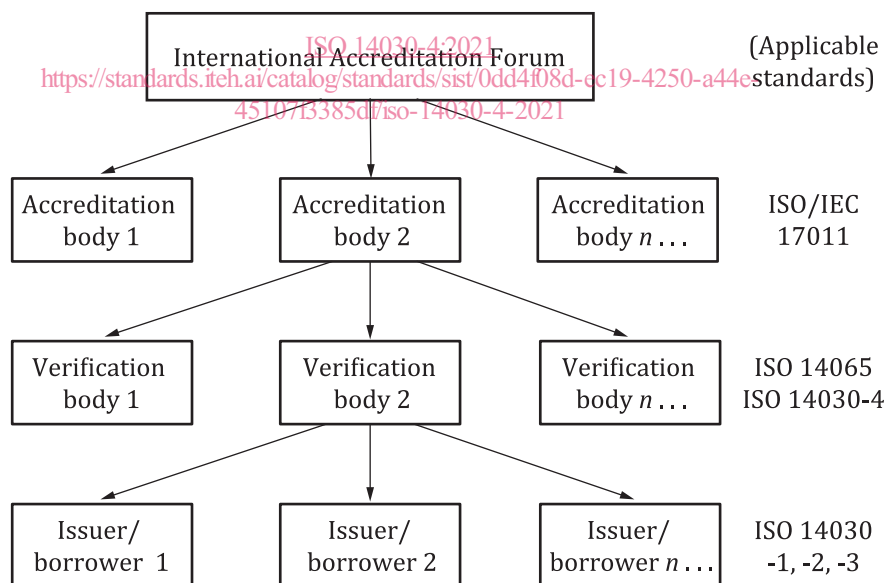 ISO 14030-4:2021
International Accreditation Forum
(Applicable
standards)
https://standards.iteh.ai/catalog/standards/sist/0dd4f08d-ec19-4250-a44e-
45107f3385df/iso-14030-4-2021
Accreditation
body 1
Accreditation
body 2
Accreditation
body n . . .
ISO/IEC
17011
Verification
body 1
Verification
body 2
Verification
body n . . .
ISO 14065
ISO 14030-4
Issuer/
borrower 1
Issuer/
borrower 2
Issuer/
borrower n . . .
ISO 14030
-1, -2, -3